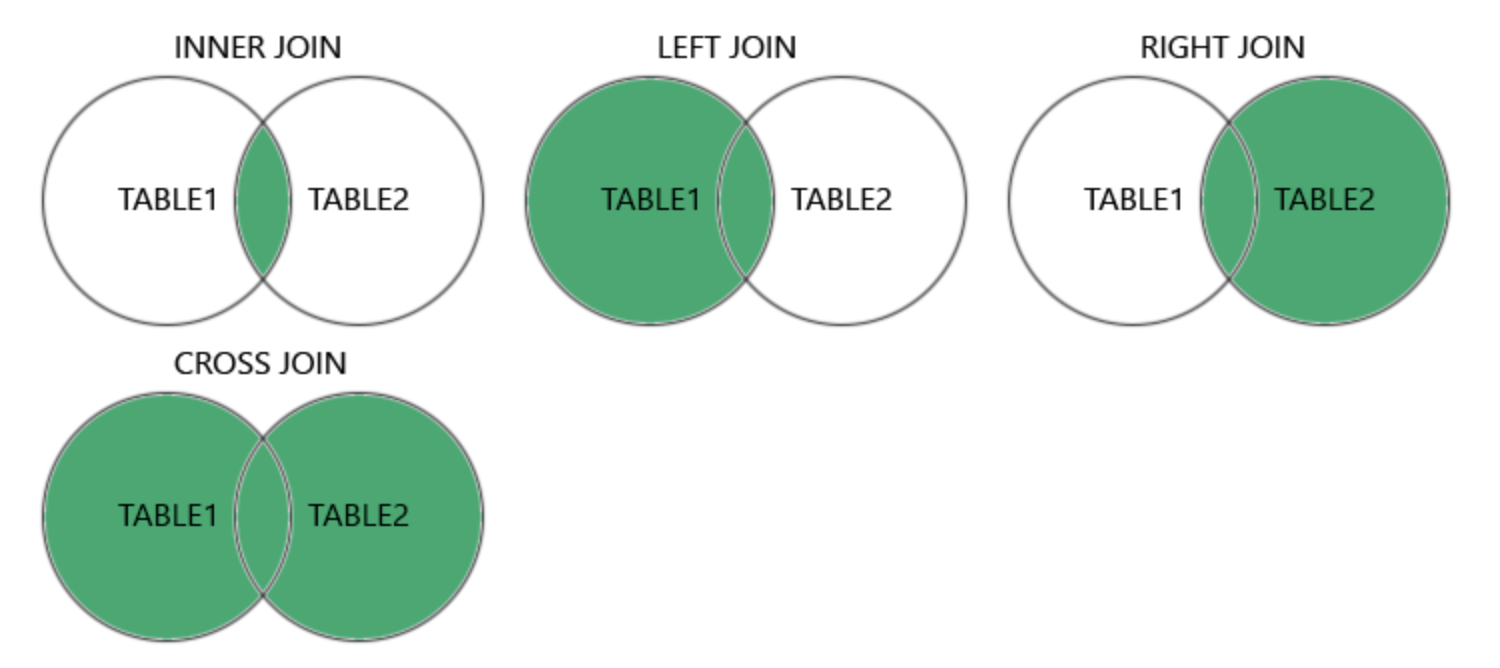 INNER JOIN
LEFT JOIN
RIGHT JOIN
TABLE1 TABLE2
TABLE1 TABLE2
TABLE1 TABLE2
CROSS JOIN
TABLE1 TABLE2